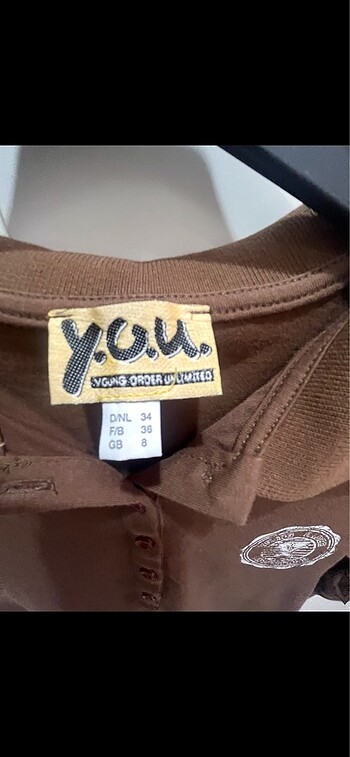 y.o.u.
YOUNG ORDER UNLIMITED
D/NL 34
F/B 36
GB 8